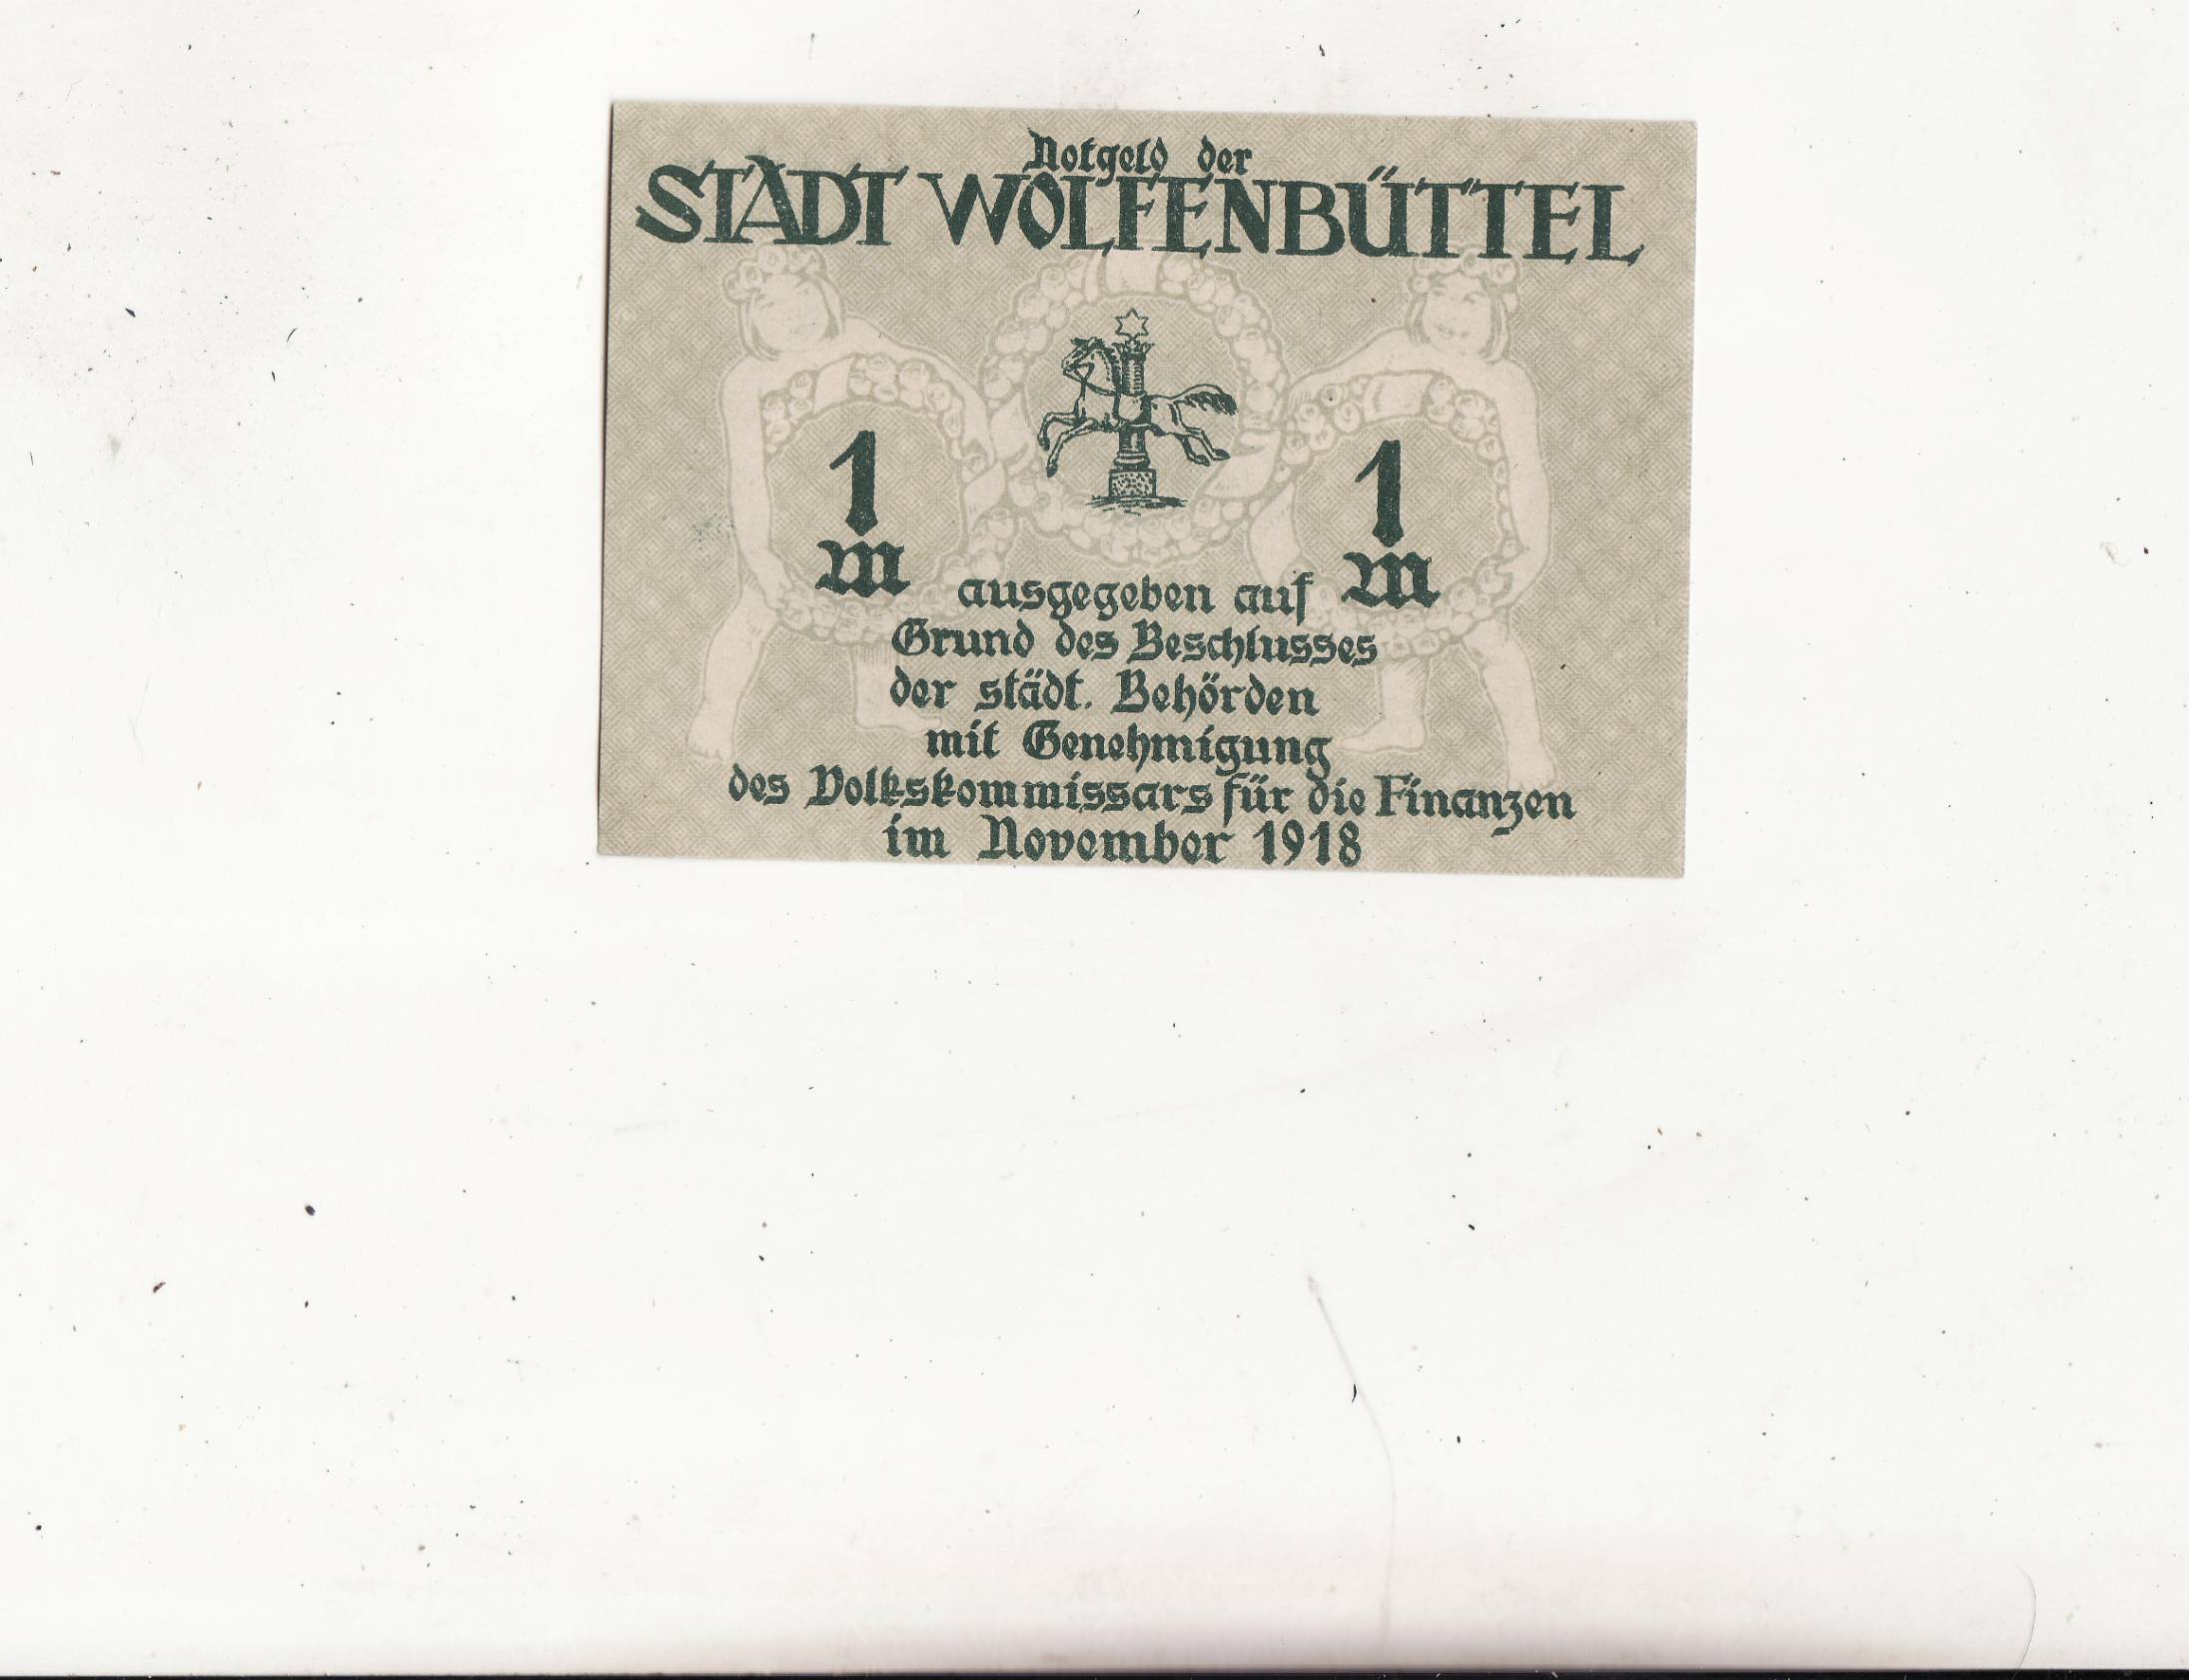 Notgeld der
STADT WOLFENBÜTTEL
1 1
M M
ausgegeben auf
Grund des Beschlusses
der städt. Behörden
mit Genehmigung
des Volkskommissars für die Finanzen
im November 1918